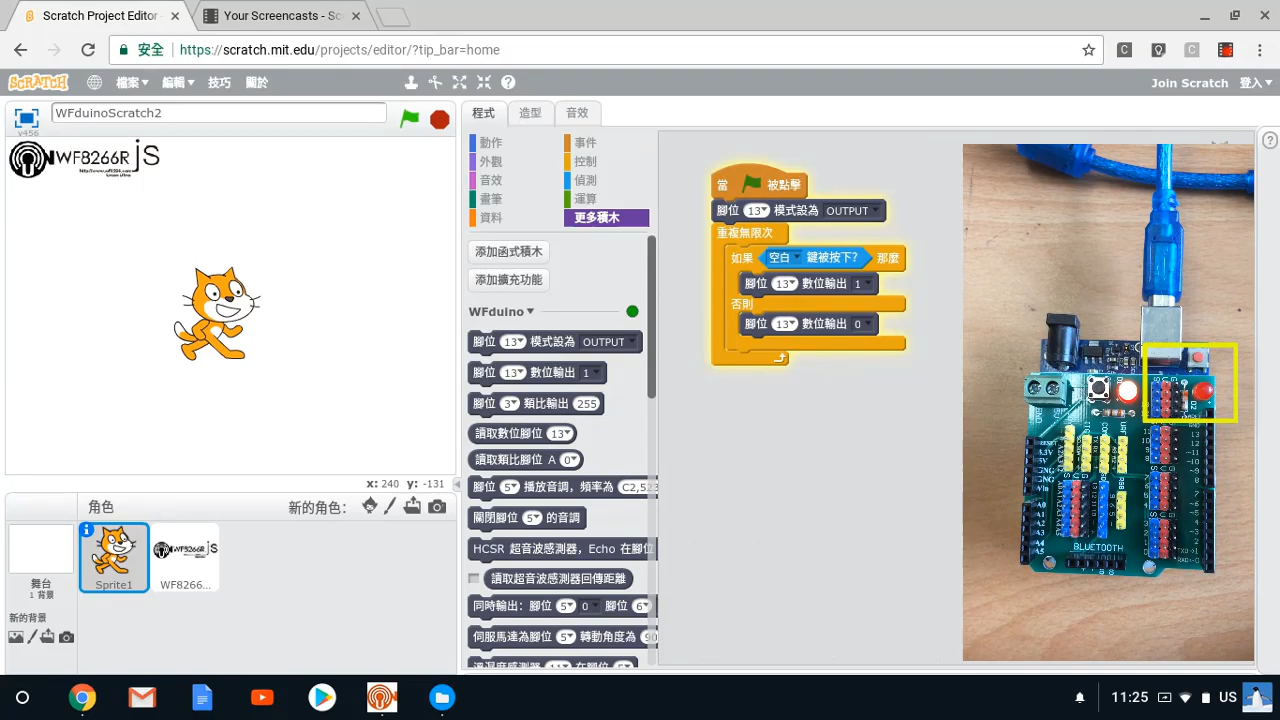 Scratch Project Editor -
Your Screencasts - Scr
安全
https://scratch.mit.edu/projects/editor/?tip_bar=home
SCRATCH
檔案
編輯
技巧
關於
Join Scratch
登入
v456
WFduinoScratch2
程式
造型
音效
WF8266R JS
動作
事件
外觀
控制
音效
偵測
畫筆
運算
資料
更多積木
添加函式積木
添加擴充功能
WFduino
腳位 13 模式設為 OUTPUT
腳位 13 數位輸出 1
腳位 3 類比輸出 255
讀取數位腳位 13
讀取類比腳位 A 0
腳位 5 播放音調，頻率為 C2,523
關閉腳位 5 的音調
HCSR 超音波感測器，Echo 在腳位
讀取超音波感測器回傳距離
同時輸出：腳位 5 0 腳位 6
伺服馬達為腳位 5 轉動角度為 90
當 被點擊
腳位 13 模式設為 OUTPUT
重複無限次
如果 空白 鍵被按下? 那麼
腳位 13 數位輸出 1
否則
腳位 13 數位輸出 0
BLUETOOTH
x: 240 y: -131
角色
新的角色：
舞台
1 背景
新的背景
Sprite1
WF8266...
11:25
US